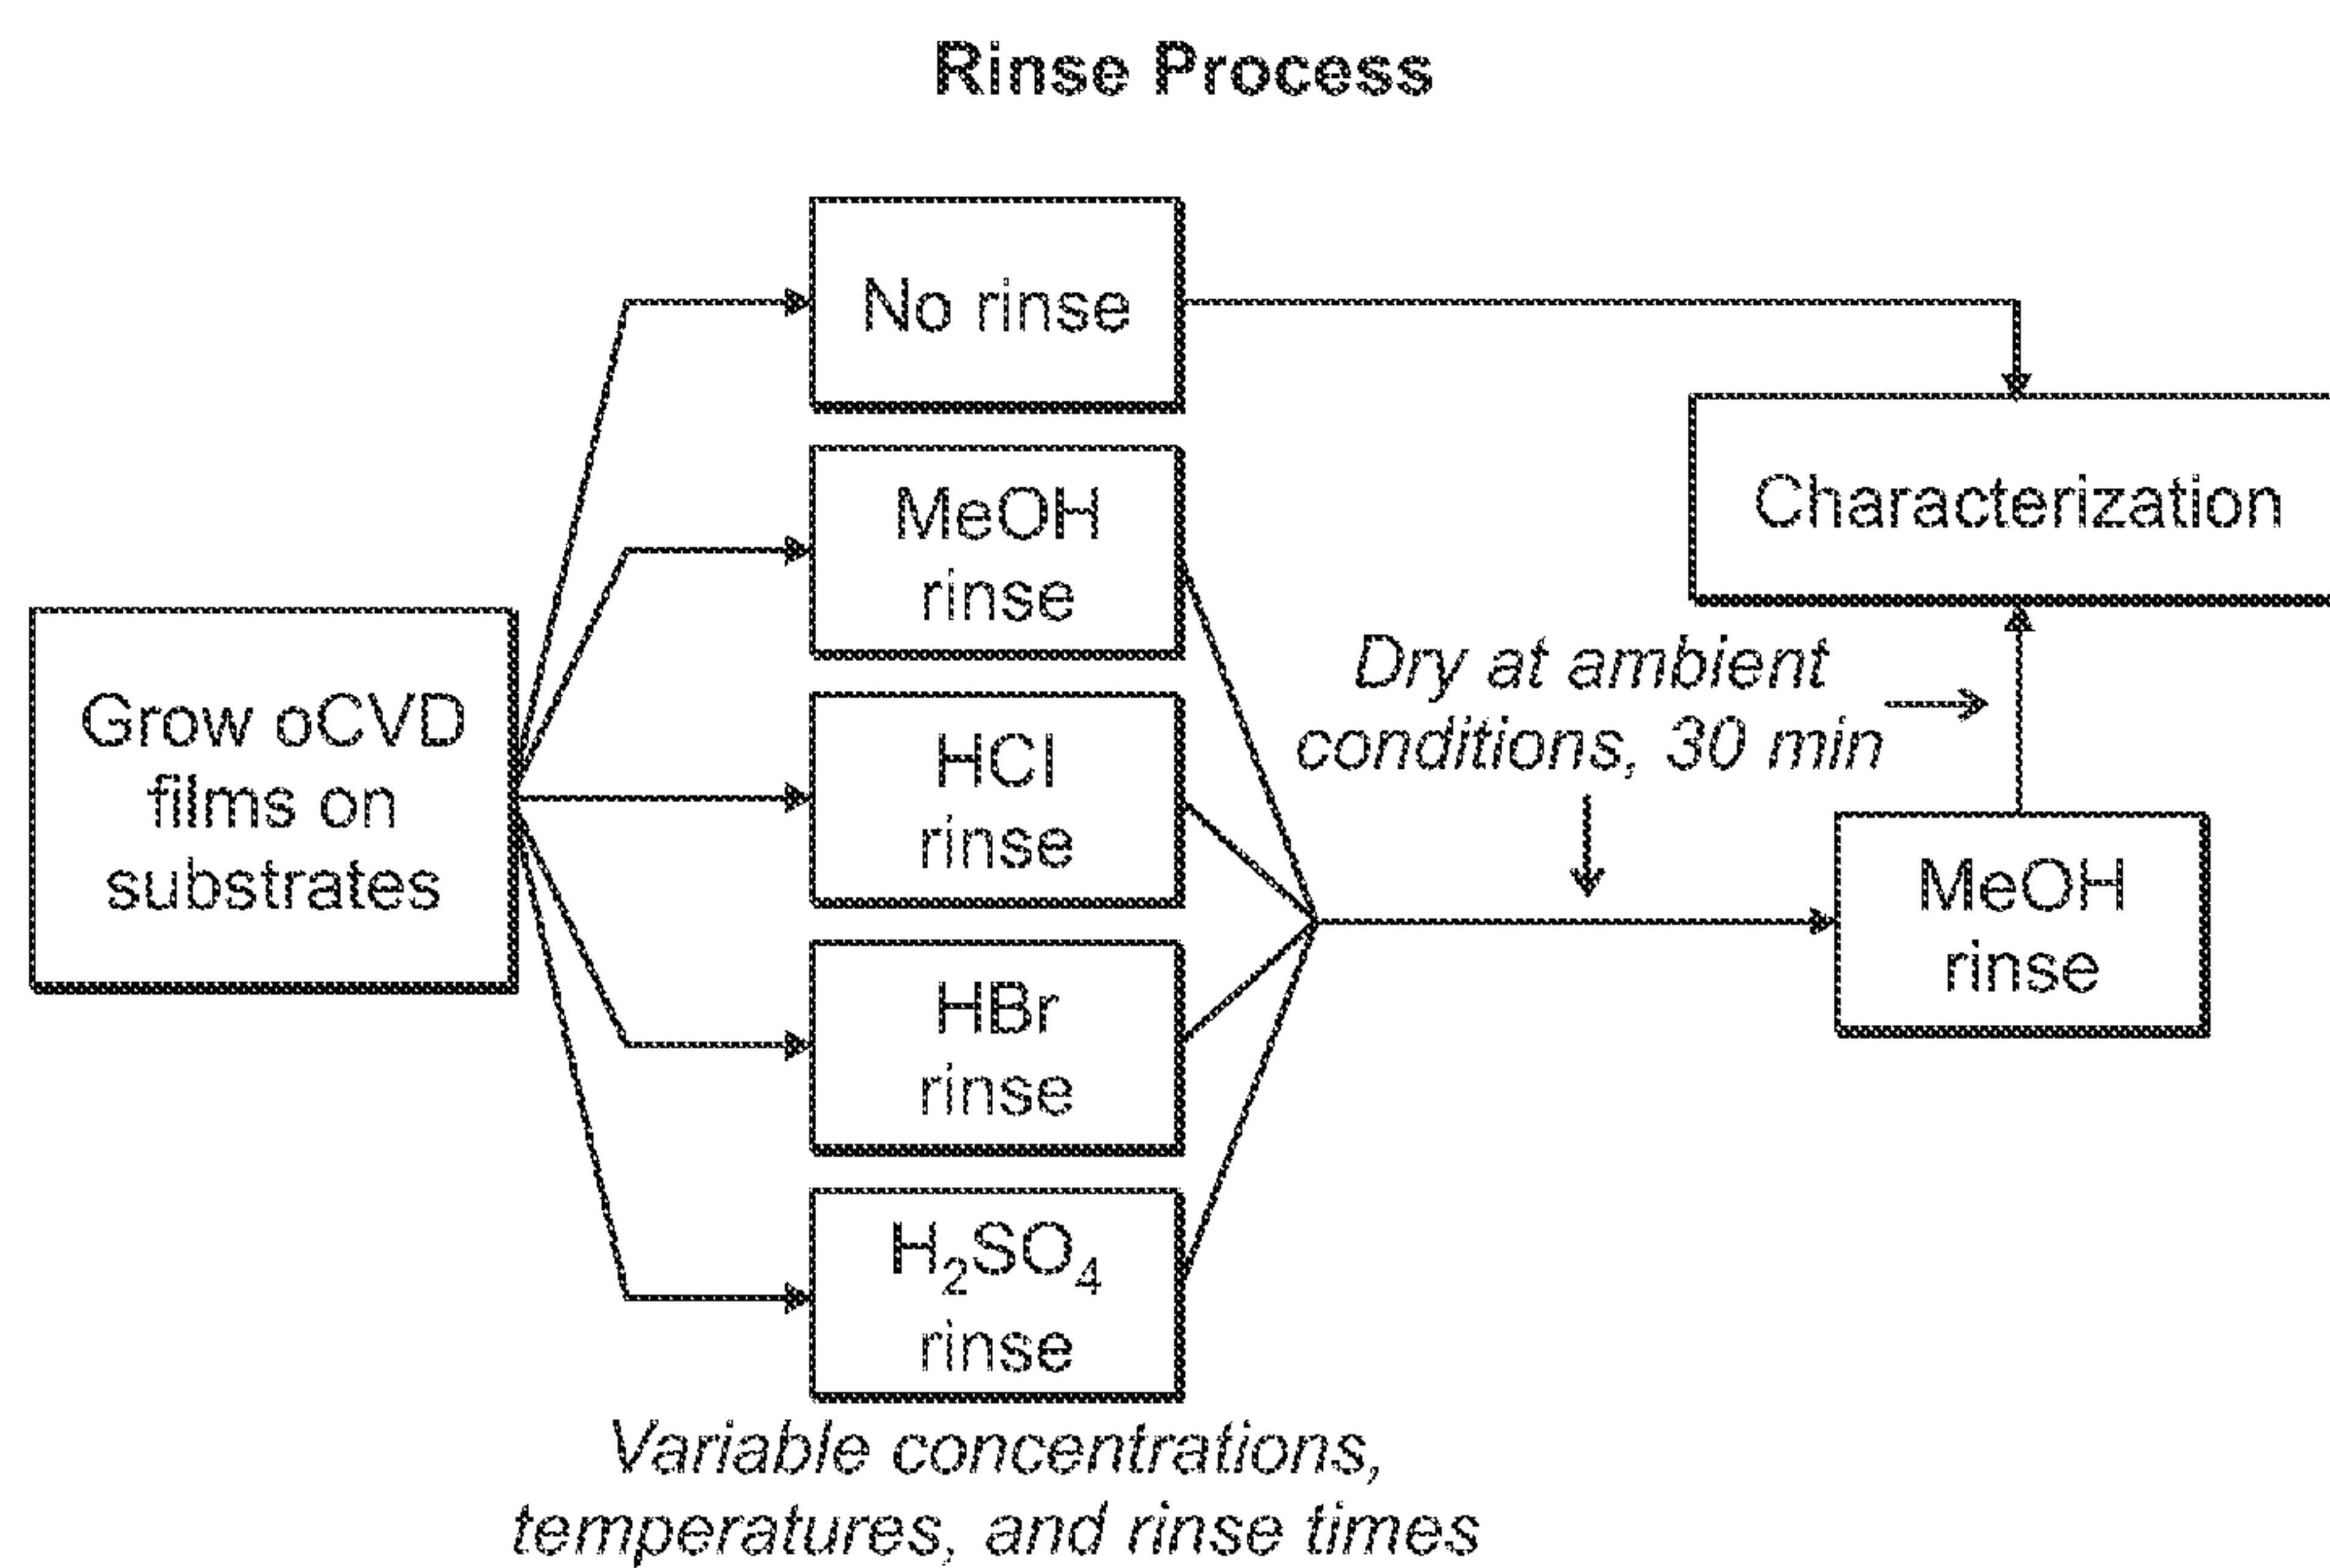 Rinse Process
No rinse
MeOH
rinse
Characterization
Grow oCVD
films on
substrates
HCl
rinse
Dry at ambient
conditions, 30 min
MeOH
rinse
HBr
rinse
H₂SO₄
rinse
Variable concentrations,
temperatures, and rinse times